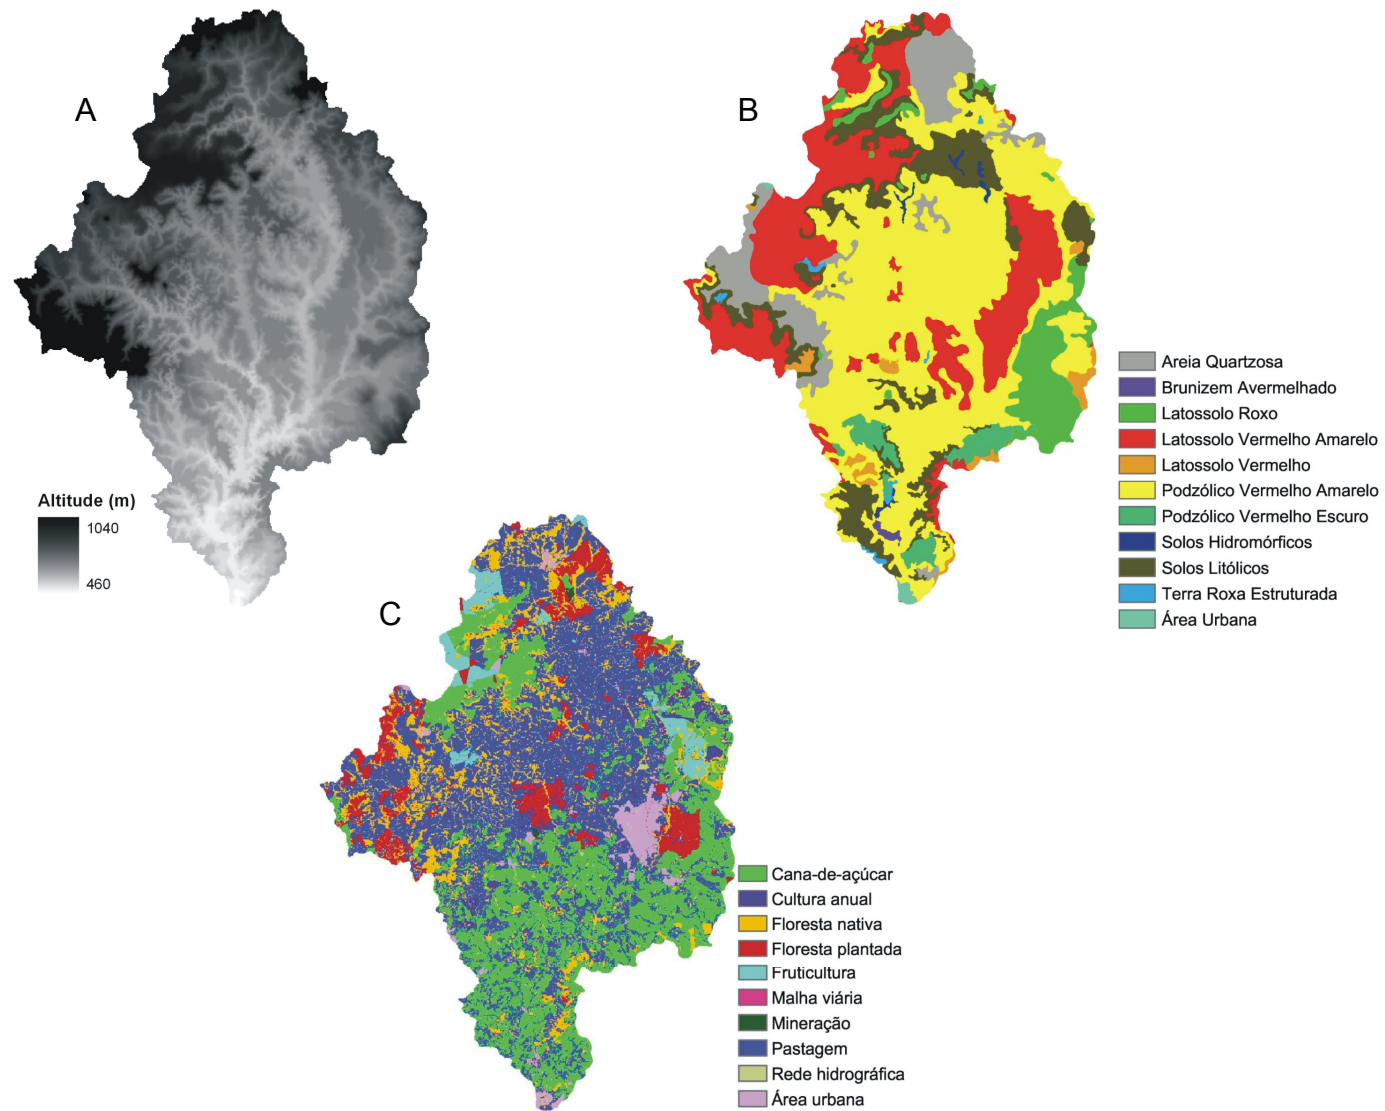 A
B
Altitude (m)
1040
460
Areia Quartzosa
Brunizem Avermelhado
Latossolo Roxo
Latossolo Vermelho Amarelo
Latossolo Vermelho
Podzólico Vermelho Amarelo
Podzólico Vermelho Escuro
Solos Hidromórficos
Solos Litólicos
Terra Roxa Estruturada
Área Urbana
C
Cana-de-açúcar
Cultura anual
Floresta nativa
Floresta plantada
Fruticultura
Malha viária
Mineração
Pastagem
Rede hidrográfica
Área urbana